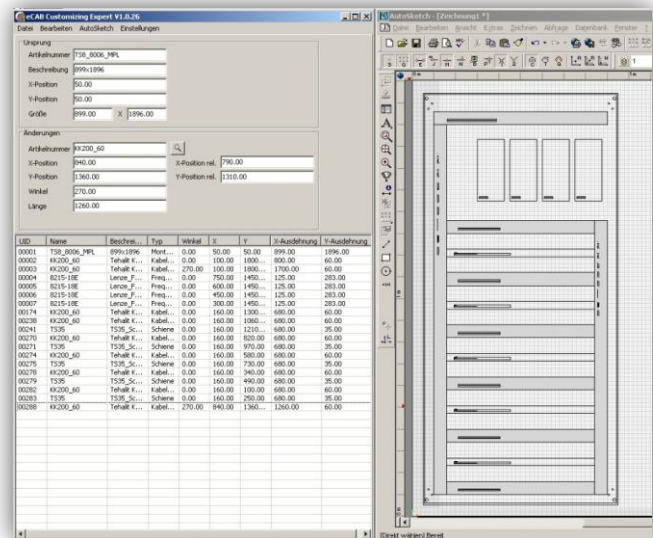 eCAB Customizing Expert V1.0.26
Datei Bearbeiten AutoSketch Einstellungen
Ursprung
Artikelnummer TS8_8006_MPL
Beschreibung 899x1896
X-Position 50.00
Y-Position 50.00
Größe 899.00 X 1896.00
Änderungen
Artikelnummer KK200_60
X-Position 840.00 X-Position rel. 790.00
Y-Position 1360.00 Y-Position rel. 1310.00
Winkel 270.00
Länge 1260.00
UID Name Beschrei... Typ Winkel X Y X-Ausdehnung Y-Ausdehnung
00001 TS8_8006_MPL 899x1896 Mont... 0.00 50.00 50.00 899.00 1896.00
00002 KK200_60 Tehalit K... Kabel... 0.00 100.00 1800... 800.00 60.00
00003 KK200_60 Tehalit K... Kabel... 270.00 100.00 1800... 1700.00 60.00
00004 8215-18E Lenze_F... Freq... 0.00 750.00 1450... 125.00 283.00
00005 8215-18E Lenze_F... Freq... 0.00 600.00 1450... 125.00 283.00
00006 8215-18E Lenze_F... Freq... 0.00 450.00 1450... 125.00 283.00
00007 8215-18E Lenze_F... Freq... 0.00 300.00 1450... 125.00 283.00
00174 KK200_60 Tehalit K... Kabel... 0.00 160.00 1300... 680.00 60.00
00238 KK200_60 Tehalit K... Kabel... 0.00 160.00 1060... 680.00 60.00
00241 TS35 TS35_Sc... Schiene 0.00 160.00 1210... 680.00 35.00
00270 KK200_60 Tehalit K... Kabel... 0.00 160.00 820.00 680.00 60.00
00271 TS35 TS35_Sc... Schiene 0.00 160.00 970.00 680.00 35.00
00274 KK200_60 Tehalit K... Kabel... 0.00 160.00 580.00 680.00 60.00
00275 TS35 TS35_Sc... Schiene 0.00 160.00 730.00 680.00 35.00
00278 KK200_60 Tehalit K... Kabel... 0.00 160.00 340.00 680.00 60.00
00279 TS35 TS35_Sc... Schiene 0.00 160.00 490.00 680.00 35.00
00282 KK200_60 Tehalit K... Kabel... 0.00 160.00 100.00 680.00 60.00
00283 TS35 TS35_Sc... Schiene 0.00 160.00 250.00 680.00 35.00
00288 KK200_60 Tehalit K... Kabel... 270.00 840.00 1360... 1260.00 60.00
AutoSketch - [Zeichnung1 *]
Datei Bearbeiten Ansicht Extras Zeichnen Abfrage Datenbank Fenster ?
[Direkt wählen] Bereit